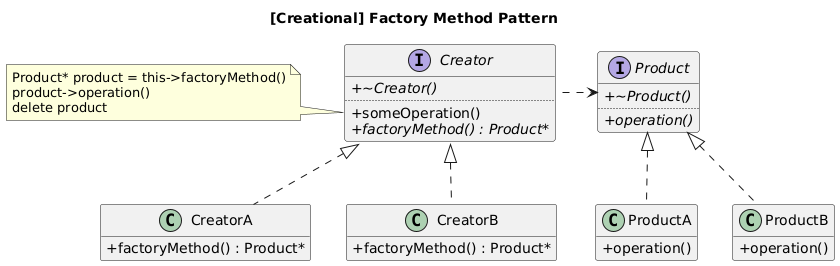 [Creational] Factory Method Pattern
Product* product = this->factoryMethod()
product->operation()
delete product
I Creator
+~Creator()
+someOperation()
+factoryMethod() : Product*
I Product
+~Product()
+operation()
C CreatorA
+factoryMethod() : Product*
C CreatorB
+factoryMethod() : Product*
C ProductA
+operation()
C ProductB
+operation()